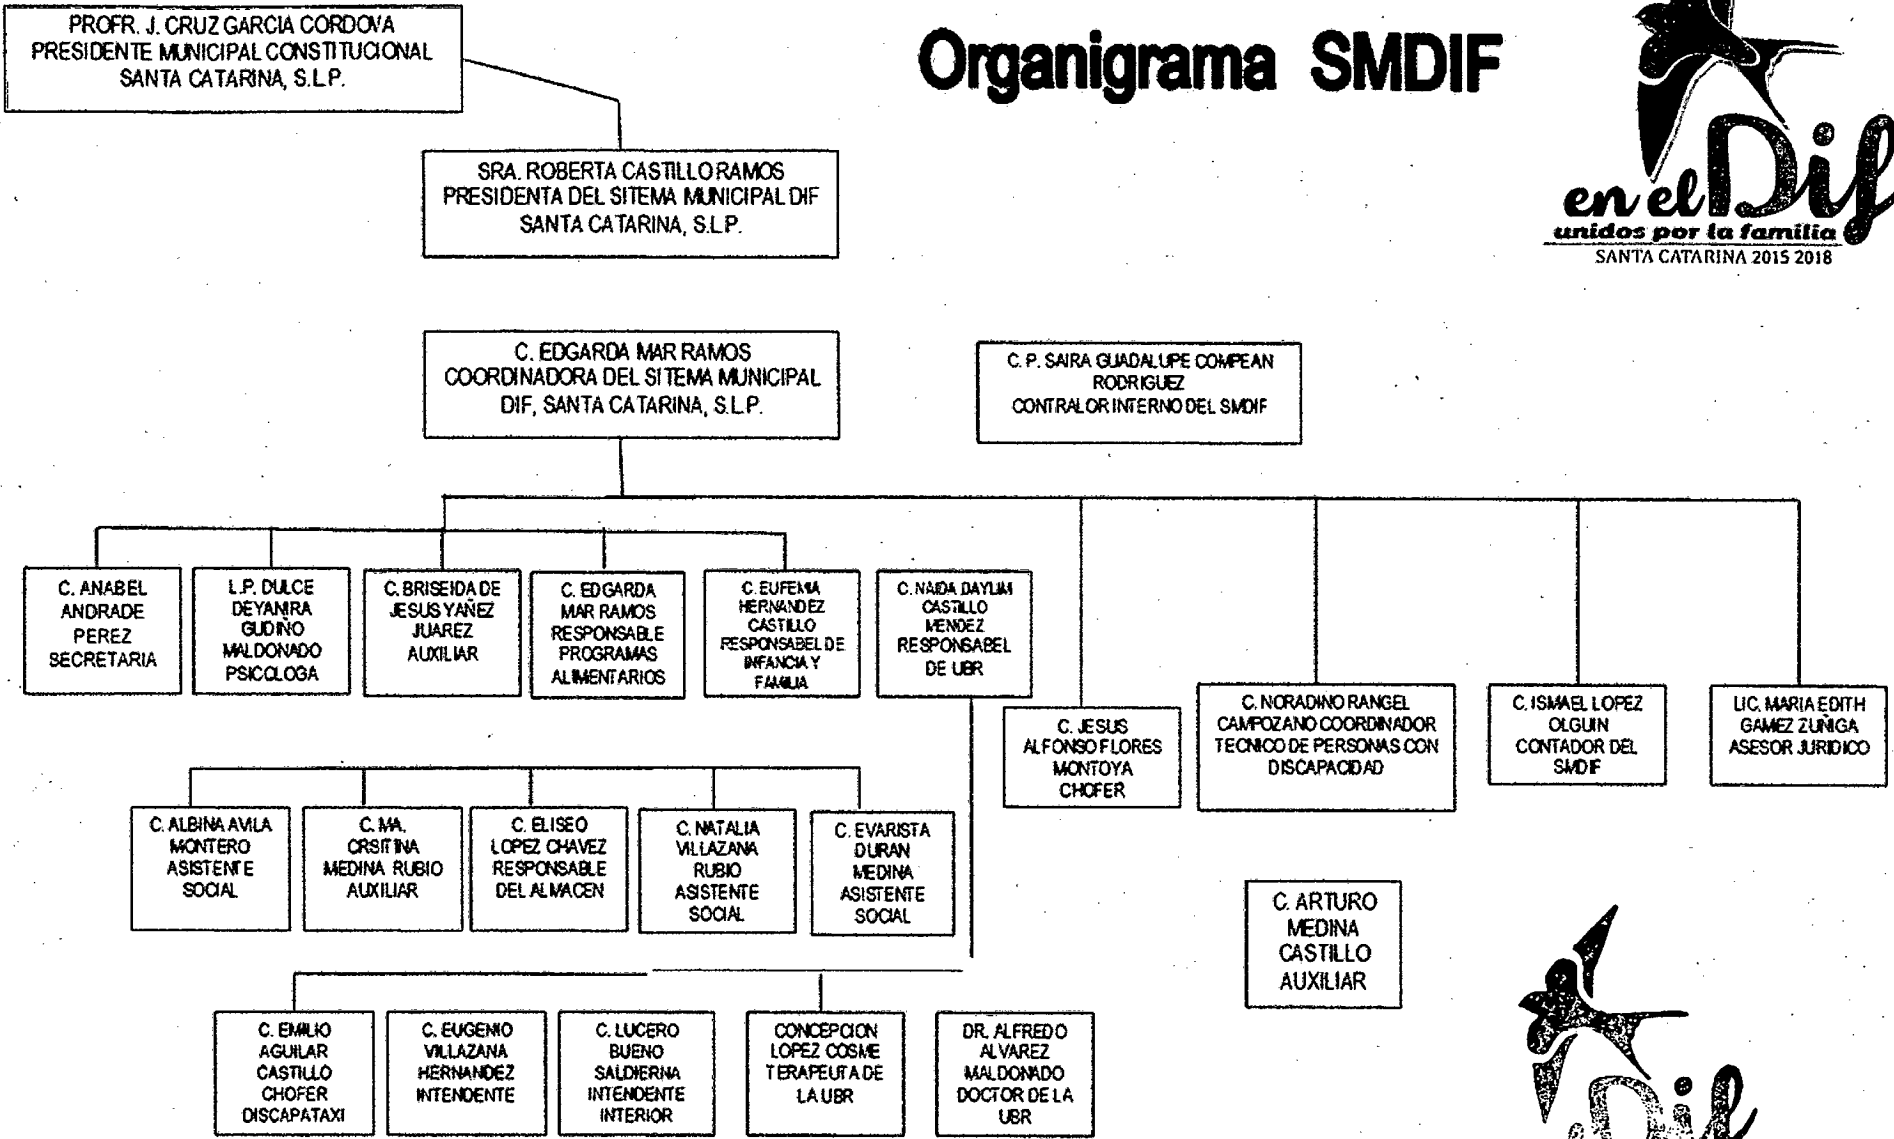 PROFR. J. CRUZ GARCIA CORDOVA
PRESIDENTE MUNICIPAL CONSTITUCIONAL
SANTA CATARINA, S.L.P.
Organigrama SMDIF
en el Dif
unidos por la familia
SANTA CATARINA 2015 2018
SRA. ROBERTA CASTILLO RAMOS
PRESIDENTA DEL SITEMA MUNICIPAL DIF
SANTA CATARINA, S.L.P.
C. EDGARDA MAR RAMOS
COORDINADORA DEL SITEMA MUNICIPAL
DIF, SANTA CATARINA, S.L.P.
C. P. SAIRA GUADALUPE COMPEAN
RODRIGUEZ
CONTRALOR INTERNO DEL SMDIF
C. ANABEL
ANDRADE
PEREZ
SECRETARIA
L.P. DULCE
DEYANIRA
GUDIÑO
MALDONADO
PSICOLOGA
C. BRISEIDA DE
JESUS YAÑEZ
JUAREZ
AUXILIAR
C. EDGARDA
MAR RAMOS
RESPONSABLE
PROGRAMAS
ALIMENTARIOS
C. EUFEMIA
HERNANDEZ
CASTILLO
RESPONSABEL DE
INFANCIA Y
FAMILIA
C. NAIDA DAYLIM
CASTILLO
MENDEZ
RESPONSABEL
DE UBR
C. JESUS
ALFONSO FLORES
MONTOYA
CHOFER
C. NORADINO RANGEL
CAMPOZANO COORDINADOR
TECNICO DE PERSONAS CON
DISCAPACIDAD
C. ISMAEL LOPEZ
OLGUIN
CONTADOR DEL
SMDIF
LIC. MARIA EDITH
GAMEZ ZUÑIGA
ASESOR JURIDICO
C. ALBINA AVILA
MONTERO
ASISTENTE
SOCIAL
C. MA.
CRSITINA
MEDINA RUBIO
AUXILIAR
C. ELISEO
LOPEZ CHAVEZ
RESPONSABLE
DEL ALMACEN
C. NATALIA
VILLAZANA
RUBIO
ASISTENTE
SOCIAL
C. EVARISTA
DURAN
MEDINA
ASISTENTE
SOCIAL
C. ARTURO
MEDINA
CASTILLO
AUXILIAR
C. EMILIO
AGUILAR
CASTILLO
CHOFER
DISCAPATAXI
C. EUGENIO
VILLAZANA
HERNANDEZ
INTENDENTE
C. LUCERO
BUENO
SALDIERNA
INTENDENTE
INTERIOR
CONCEPCION
LOPEZ COSME
TERAPEUTA DE
LA UBR
DR. ALFREDO
ALVAREZ
MALDONADO
DOCTOR DE LA
UBR
Dif